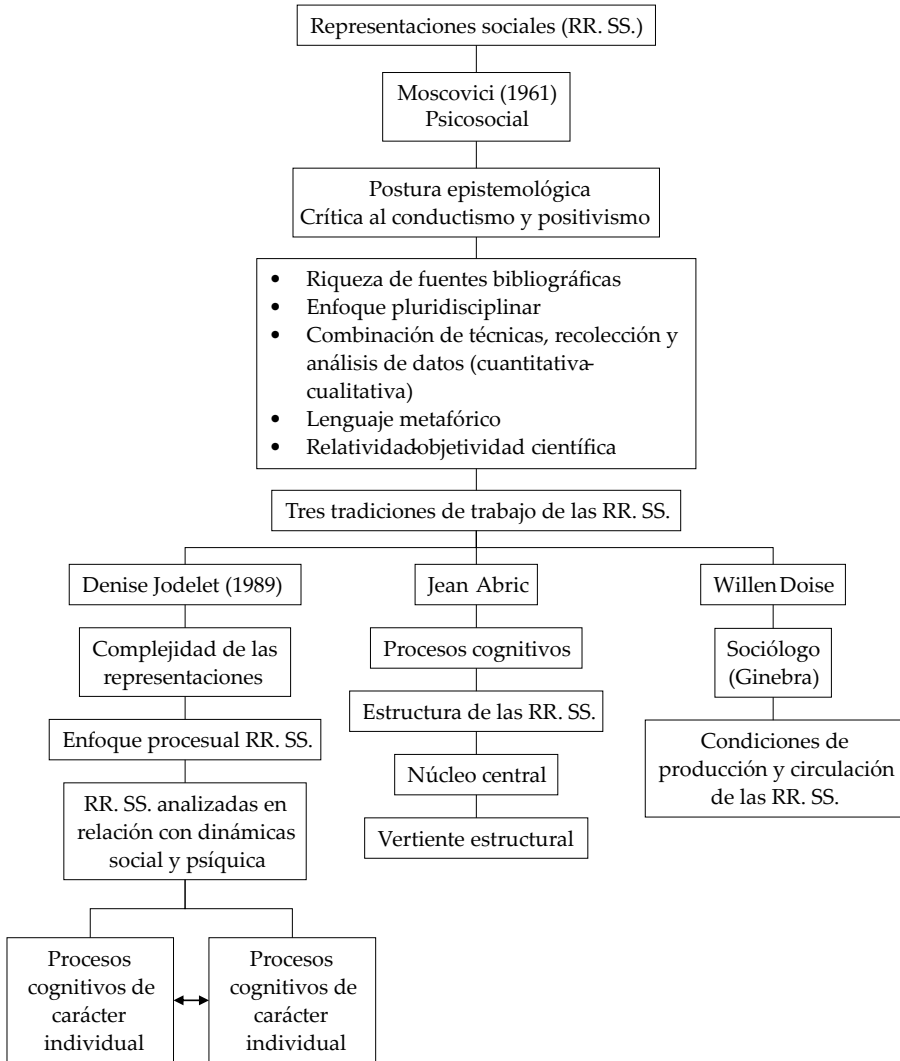 Representaciones sociales (RR. SS.)
Moscovici (1961)
Psicosocial
Postura epistemológica
Crítica al conductismo y positivismo
• Riqueza de fuentes bibliográficas
• Enfoque pluridisciplinar
• Combinación de técnicas, recolección y
análisis de datos (cuantitativa-
cualitativa)
• Lenguaje metafórico
• Relatividad-objetividad científica
Tres tradiciones de trabajo de las RR. SS.
Denise Jodelet (1989)
Complejidad de las
representaciones
Enfoque procesual RR. SS.
RR. SS. analizadas en
relación con dinámicas
social y psíquica
Procesos
cognitivos de
carácter
individual
Procesos
cognitivos de
carácter
individual
Jean Abric
Procesos cognitivos
Estructura de las RR. SS.
Núcleo central
Vertiente estructural
Willen Doise
Sociólogo
(Ginebra)
Condiciones de
producción y circulación
de las RR. SS.